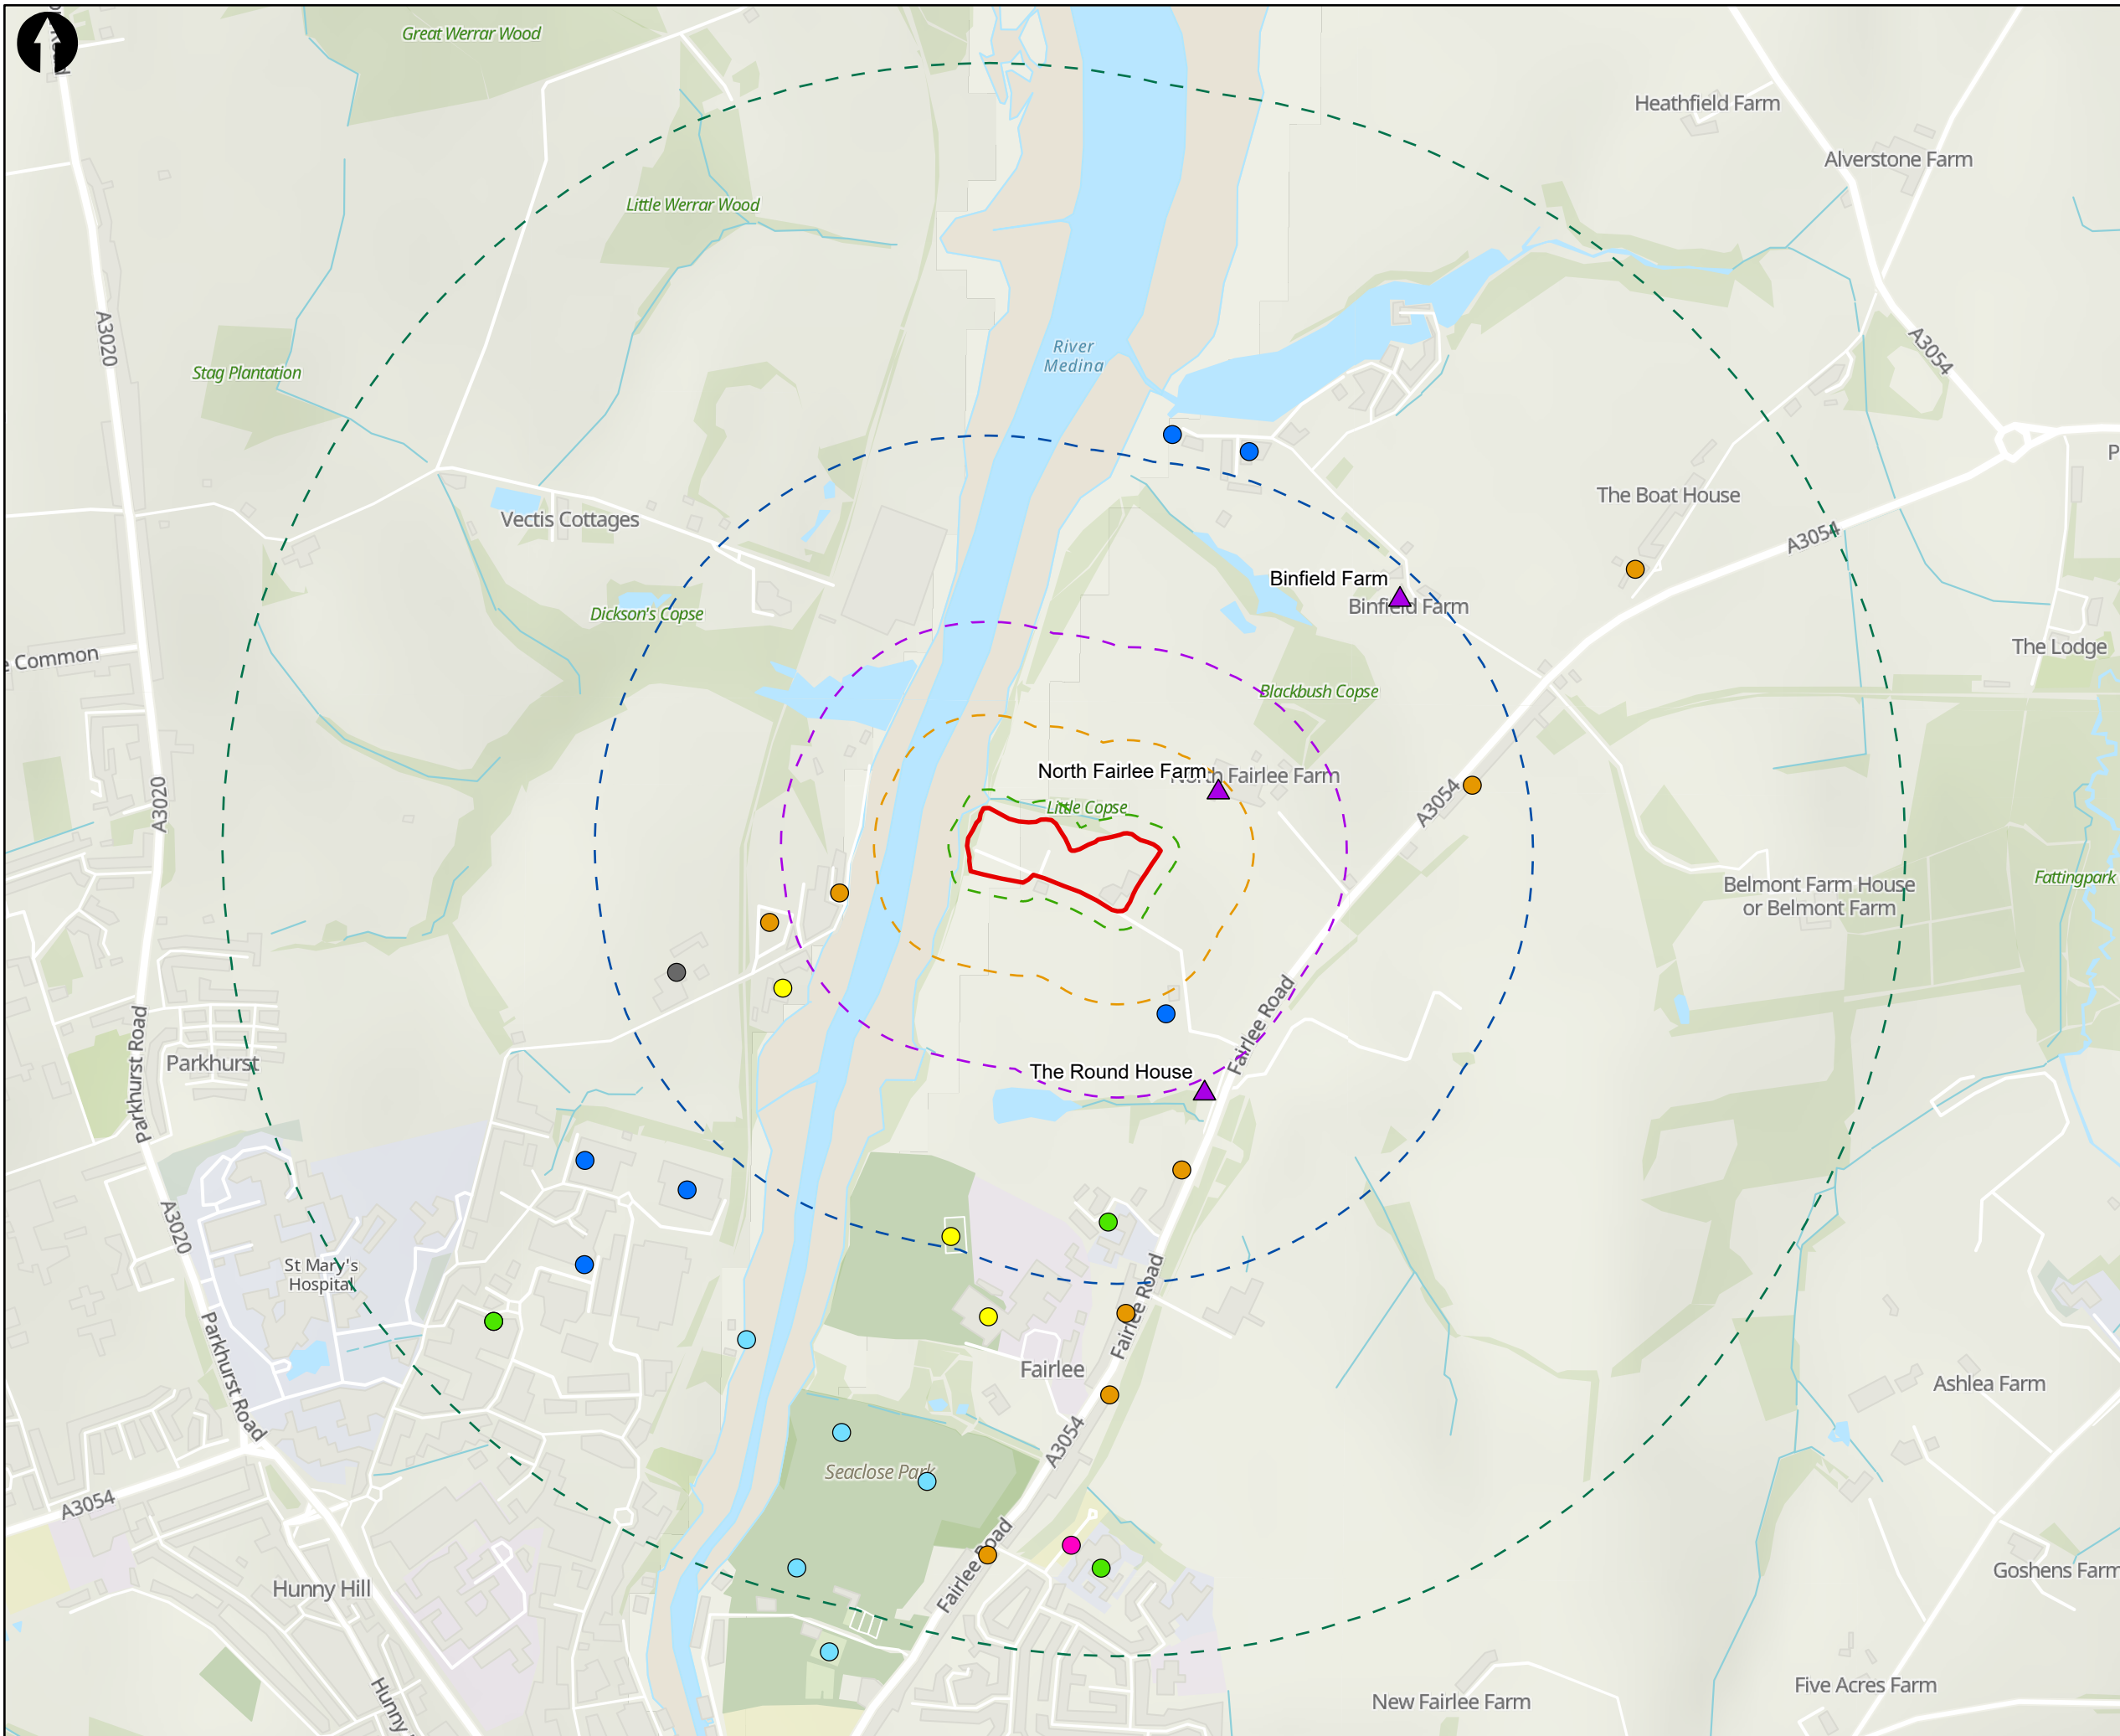 Great Werrar Wood
Heathfield Farm
Alverstone Farm
Little Werrar Wood
A3020
River
Medina
A3054
Stag Plantation
The Boat House
Vectis Cottages
A3054
Binfield Farm
Binfield Farm
Dickson's Copse
e Common
The Lodge
Blackbush Copse
North Fairlee Farm
North Fairlee Farm
A3020
Little Copse
A3054
Belmont Farm House
or Belmont Farm
Fattingpark
Fairlee Road
Parkhurst Road
Parkhurst
The Round House
A3020
St Mary's
Hospital
Fairlee Road
Parkhurst Road
Fairlee
Ashlea Farm
A3054
Seaclose Park
A3054
Fairlee Road
Hunny Hill
Goshens Farm
Hunny
New Fairlee Farm
Five Acres Farm